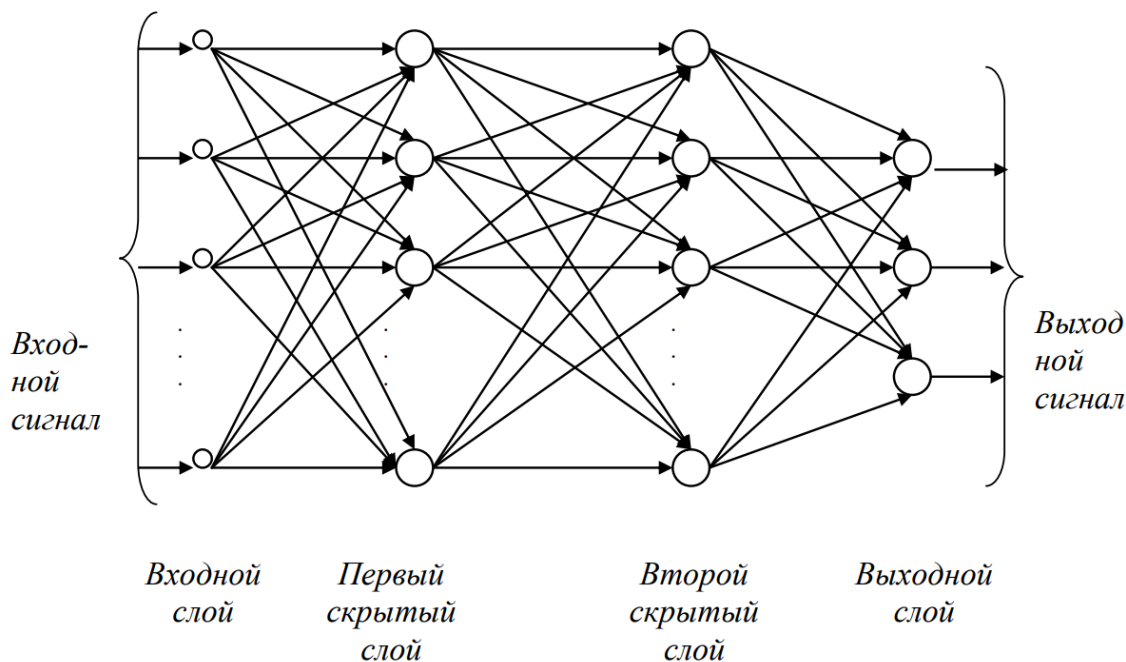 Вход-
ной
сигнал
Выход
ной
сигнал
Входной
слой
Первый
скрытый
слой
Второй
скрытый
слой
Выходной
слой